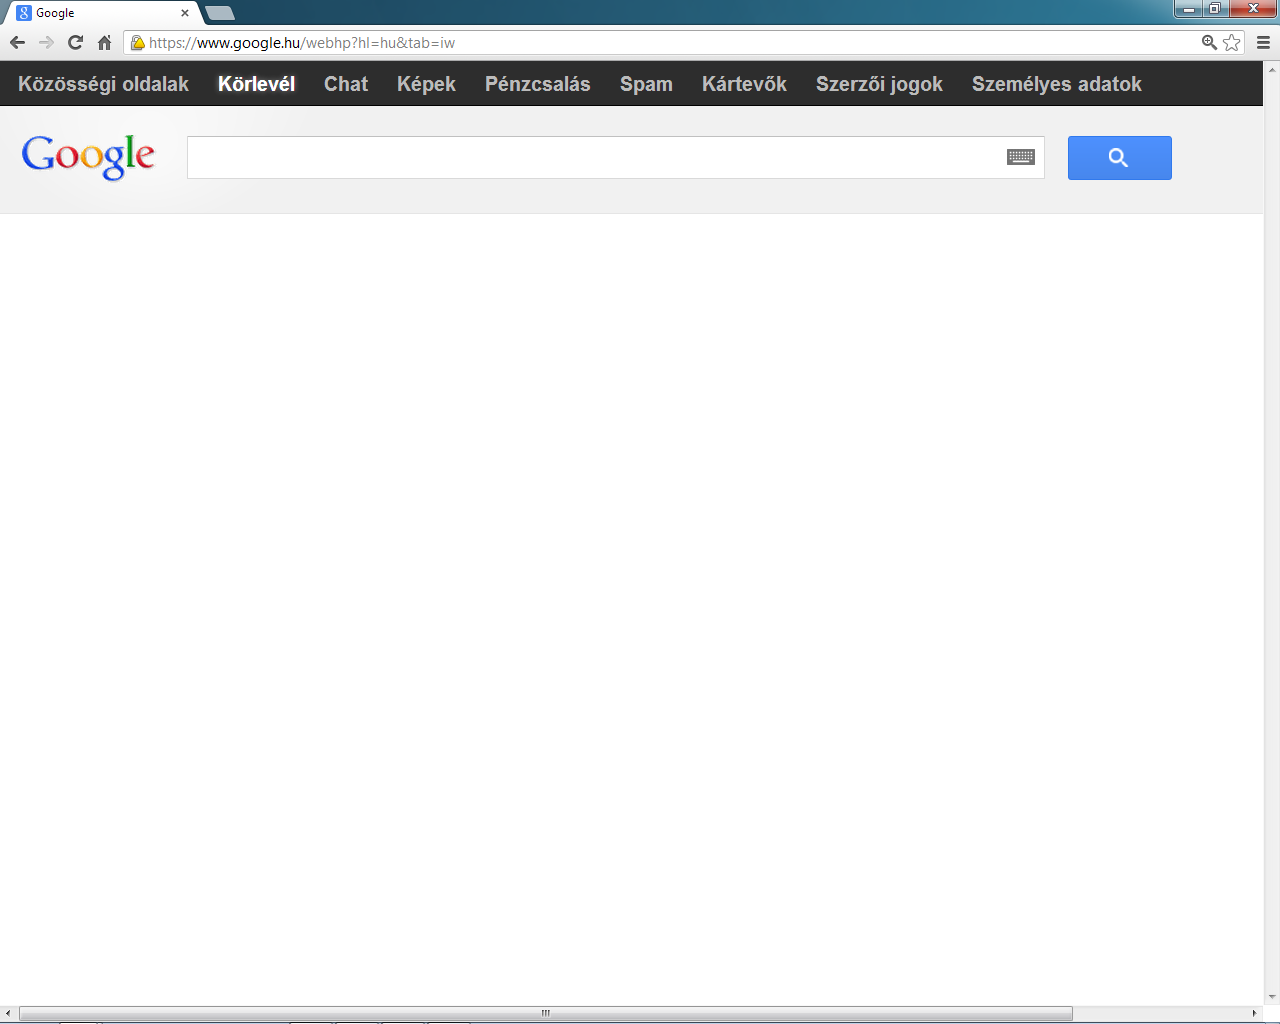 Google
https://www.google.hu/webhp?hl=hu&tab=iw
Közösségi oldalak Körlevél Chat Képek Pénzcsalás Spam Kártevők Szerzői jogok Személyes adatok
Google